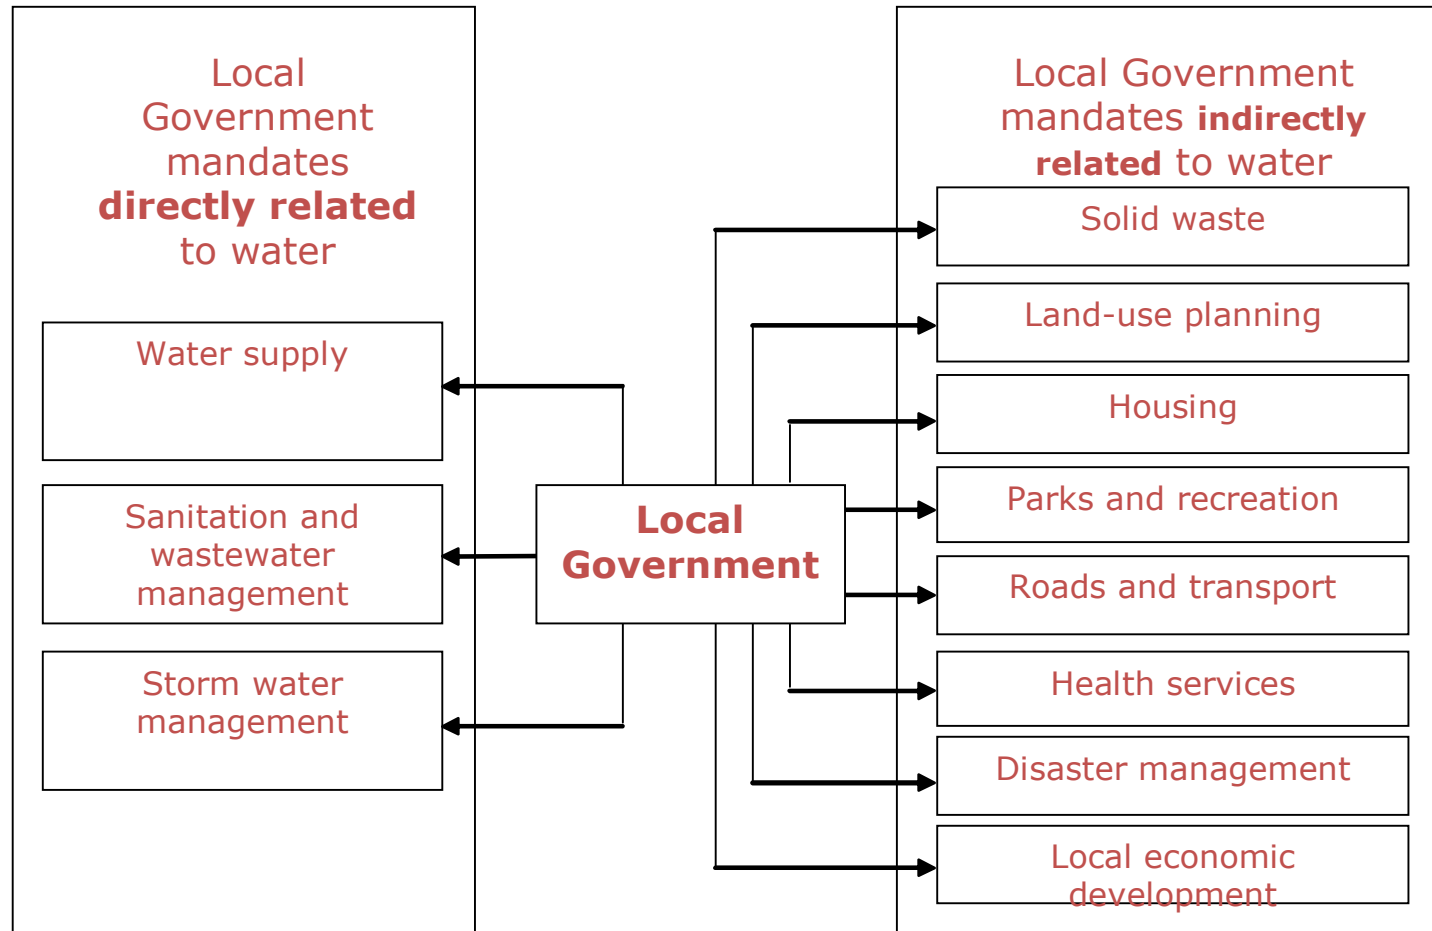 Local
Government
mandates
directly related
to water
Water supply
Sanitation and
wastewater
management
Storm water
management
Local
Government
Local Government
mandates indirectly
related to water
Solid waste
Land-use planning
Housing
Parks and recreation
Roads and transport
Health services
Disaster management
Local economic
development